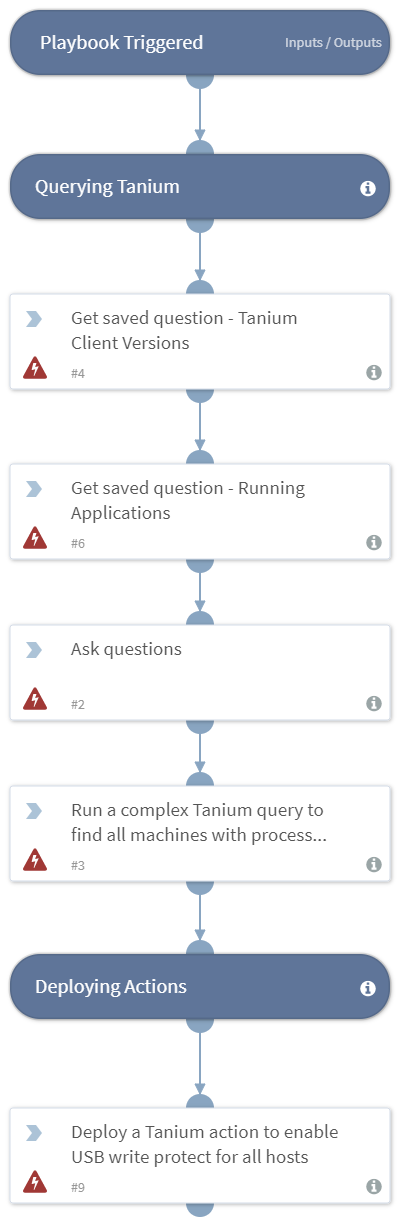 Playbook Triggered
Inputs / Outputs
Querying Tanium
Get saved question - Tanium
Client Versions
#4
Get saved question - Running
Applications
#6
Ask questions
#2
Run a complex Tanium query to
find all machines with process...
#3
Deploying Actions
Deploy a Tanium action to enable
USB write protect for all hosts
#9